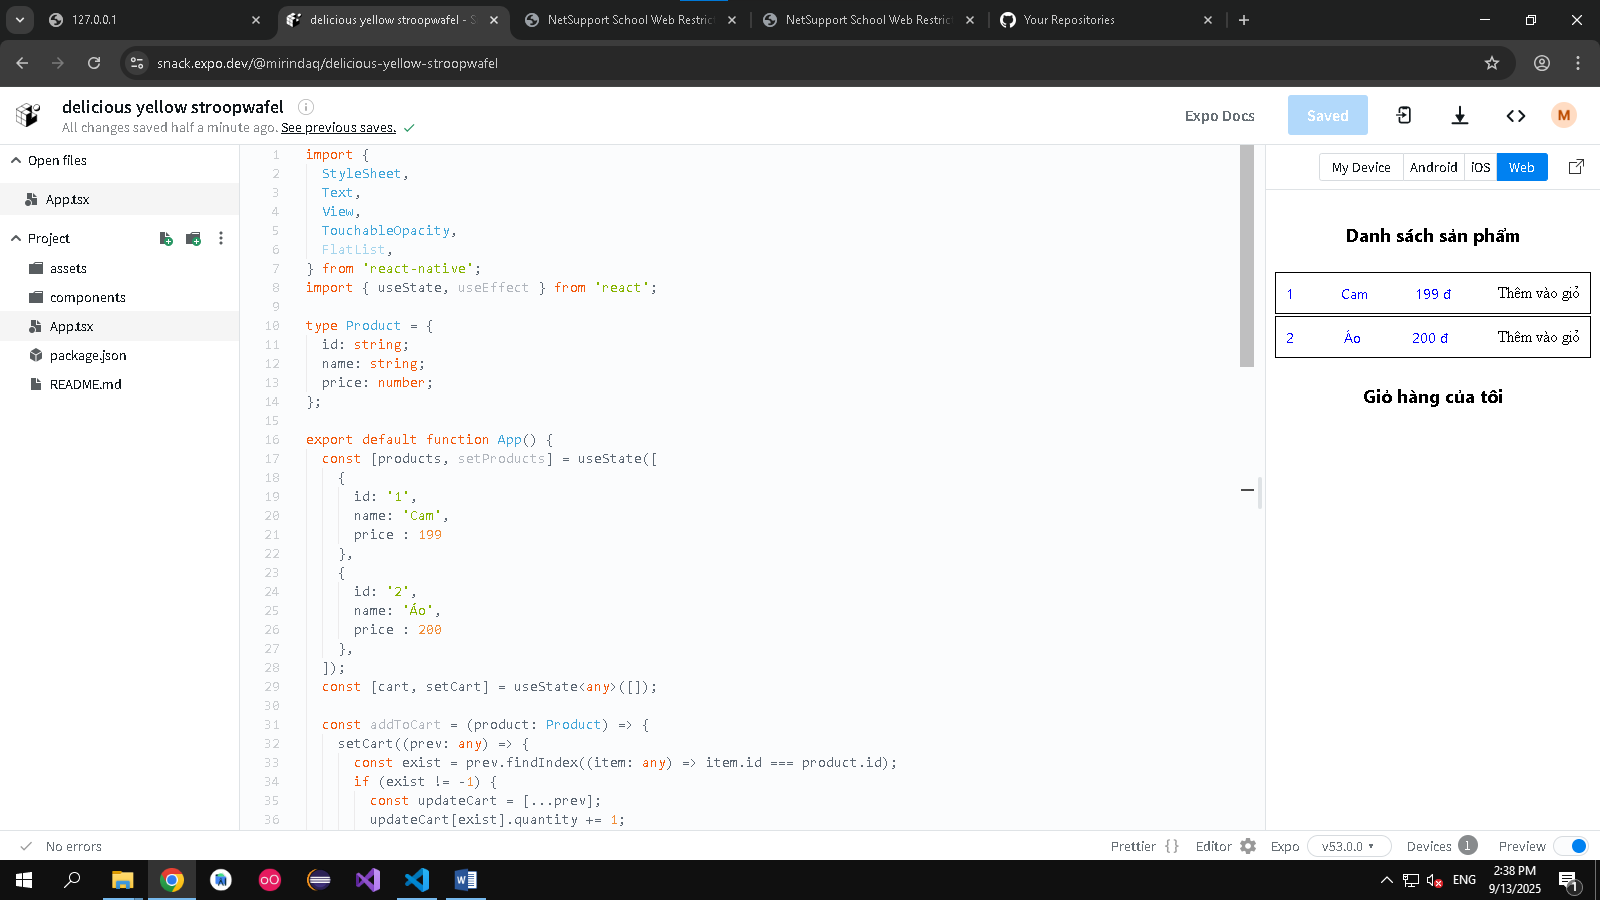 127.0.0.1
delicious yellow stroopwafel - S
NetSupport School Web Restric
NetSupport School Web Restric
Your Repositories
snack.expo.dev/@mirindaq/delicious-yellow-stroopwafel
delicious yellow stroopwafel
All changes saved half a minute ago. See previous saves.
Expo Docs
Saved
M
Open files
App.tsx
Project
assets
components
App.tsx
package.json
README.md
1 import {
2 StyleSheet,
3 Text,
4 View,
5 TouchableOpacity,
6 FlatList,
7 } from 'react-native';
8 import { useState, useEffect } from 'react';
9
10 type Product = {
11 id: string;
12 name: string;
13 price: number;
14 };
15
16 export default function App() {
17 const [products, setProducts] = useState([
18 {
19 id: '1',
20 name: 'Cam',
21 price : 199
22 },
23 {
24 id: '2',
25 name: 'Áo',
26 price : 200
27 },
28 ]);
29 const [cart, setCart] = useState<any>([]);
30
31 const addToCart = (product: Product) => {
32 setCart((prev: any) => {
33 const exist = prev.findIndex((item: any) => item.id === product.id);
34 if (exist != -1) {
35 const updateCart = [...prev];
36 updateCart[exist].quantity += 1;
My Device
Android
iOS
Web
Danh sách sản phẩm
1 Cam 199 đ Thêm vào giỏ
2 Áo 200 đ Thêm vào giỏ
Giỏ hàng của tôi
No errors
Prettier { }
Editor
Expo
v53.0.0
Devices 1
Preview
ENG
2:38 PM
9/13/2025
1